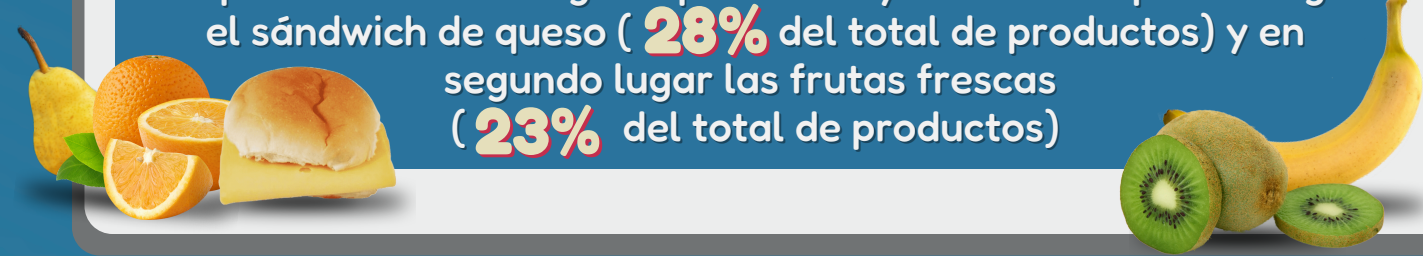 el sándwich de queso ( 28% del total de productos) y en
segundo lugar las frutas frescas
( 23% del total de productos)